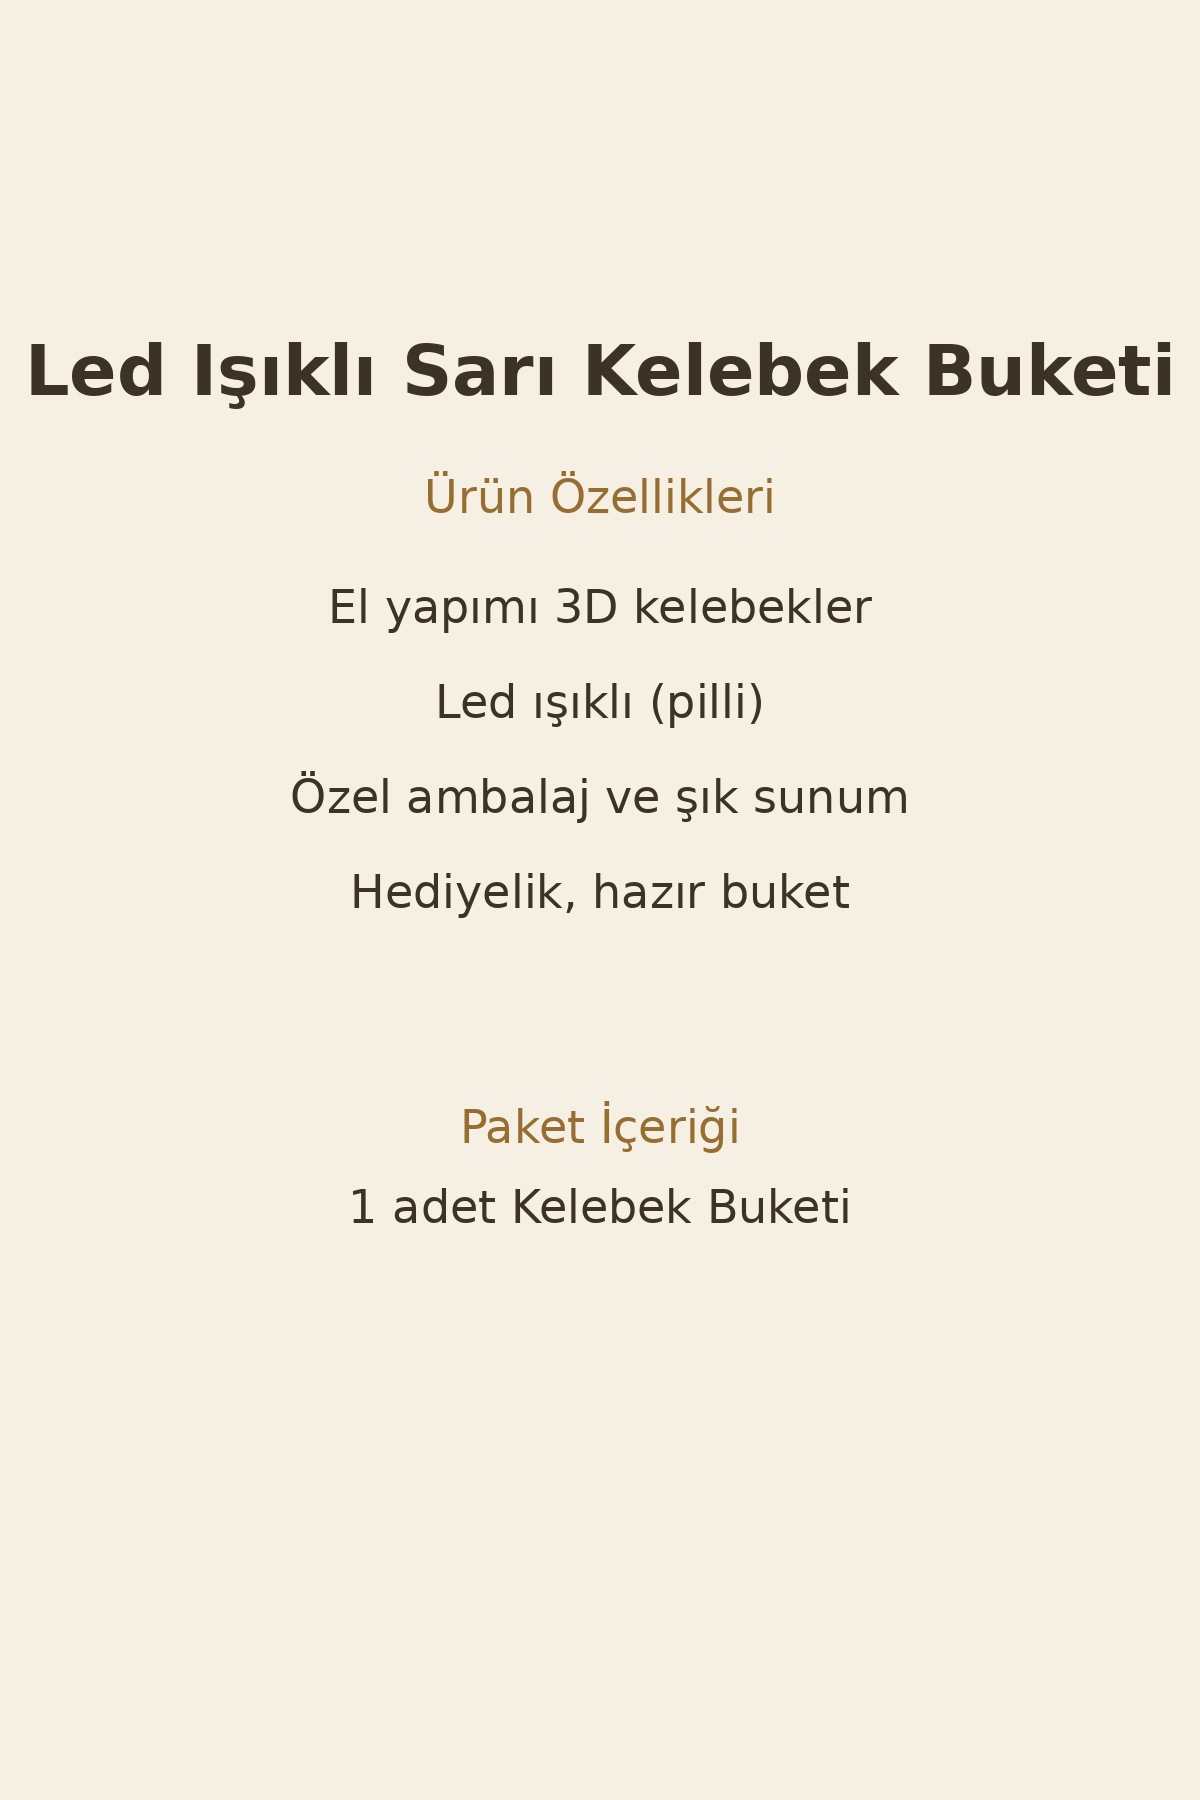 Led Işıklı Sarı Kelebek Buketi
Ürün Özellikleri
El yapımı 3D kelebekler
Led ışıklı (pilli)
Özel ambalaj ve şık sunum
Hediyelik, hazır buket
Paket İçeriği
1 adet Kelebek Buketi